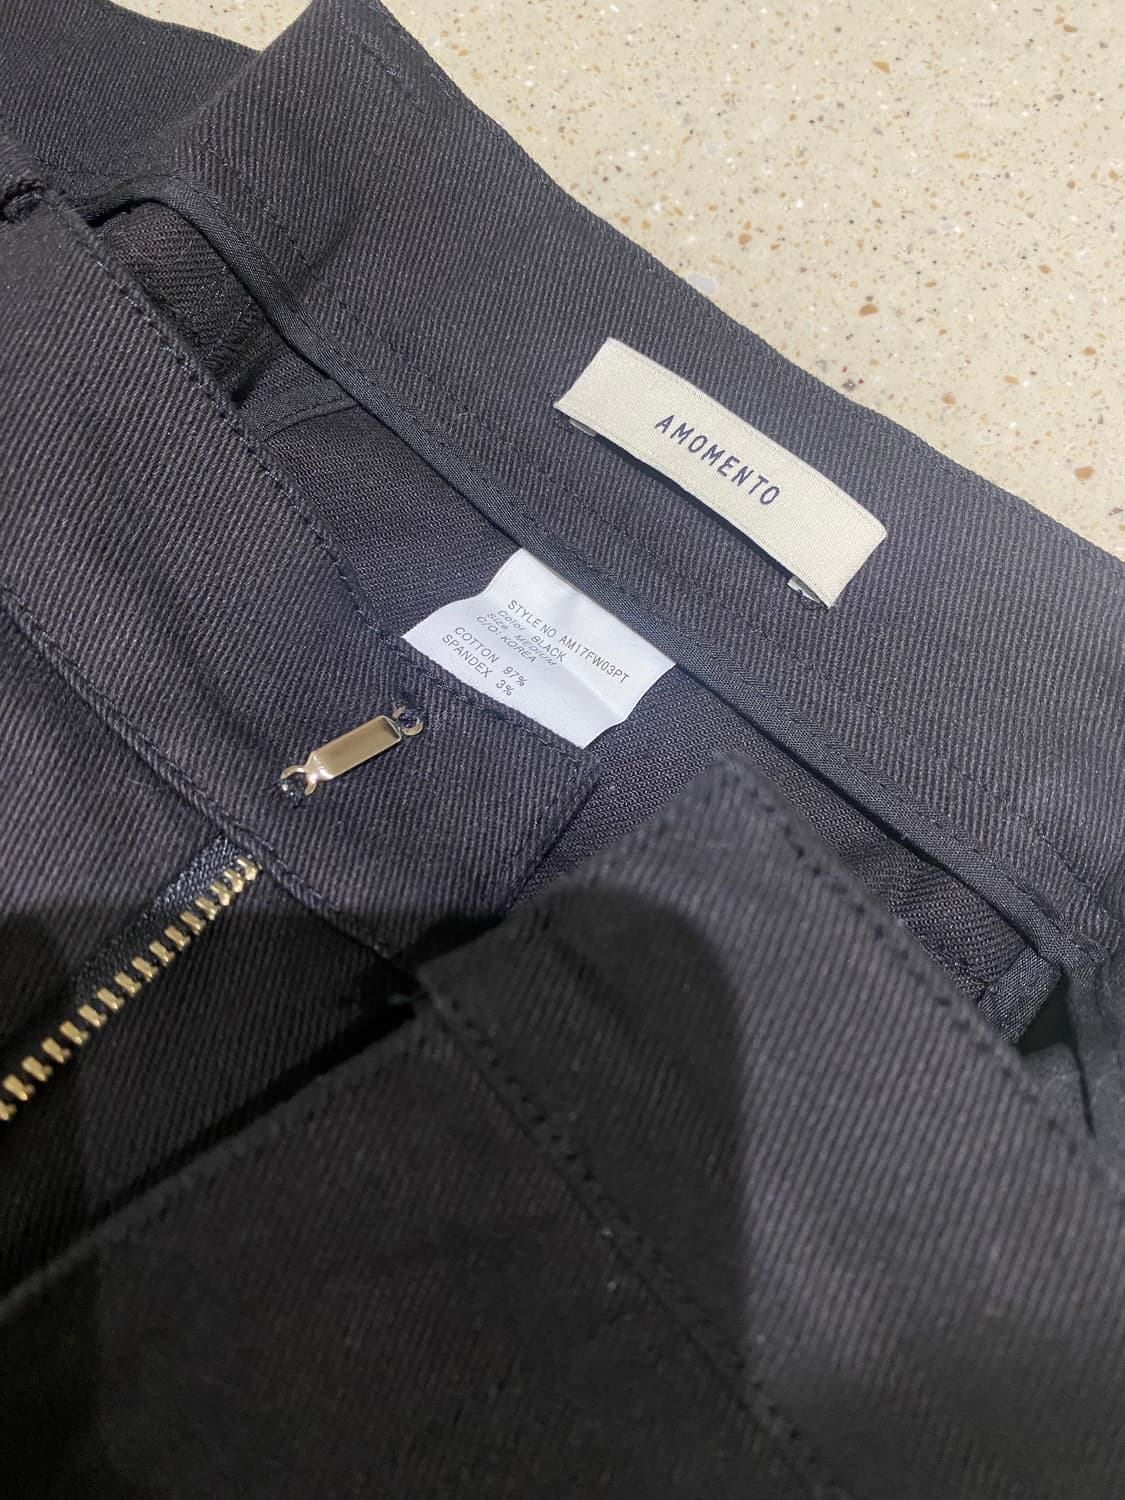 AMOMENTO
STYLE NO AM17FW03PT
Color BLACK
Size MEDIUM
C/O: KOREA
COTTON 97%
SPANDEX 3%